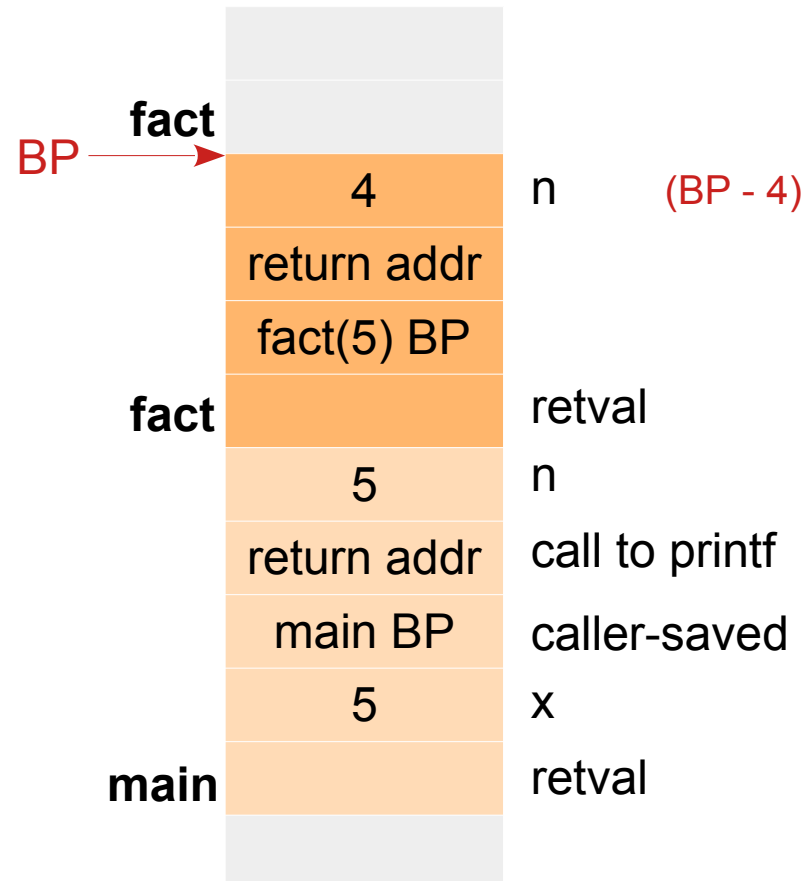 fact
BP
4 n (BP - 4)
return addr
fact(5) BP
fact retval
5 n
return addr call to printf
main BP caller-saved
5 x
main retval